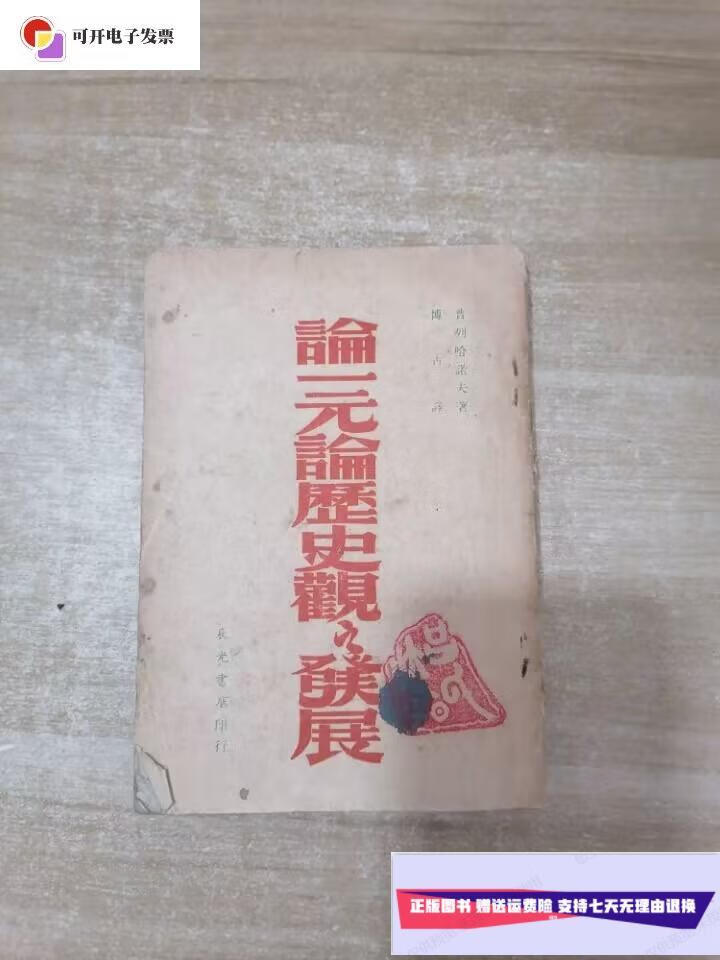 可开电子发票
普列哈諾夫著
博古譯
論一元論歷史觀之發展
辰光書店印行
正版图书 赠送运费险 支持七天无理由退换